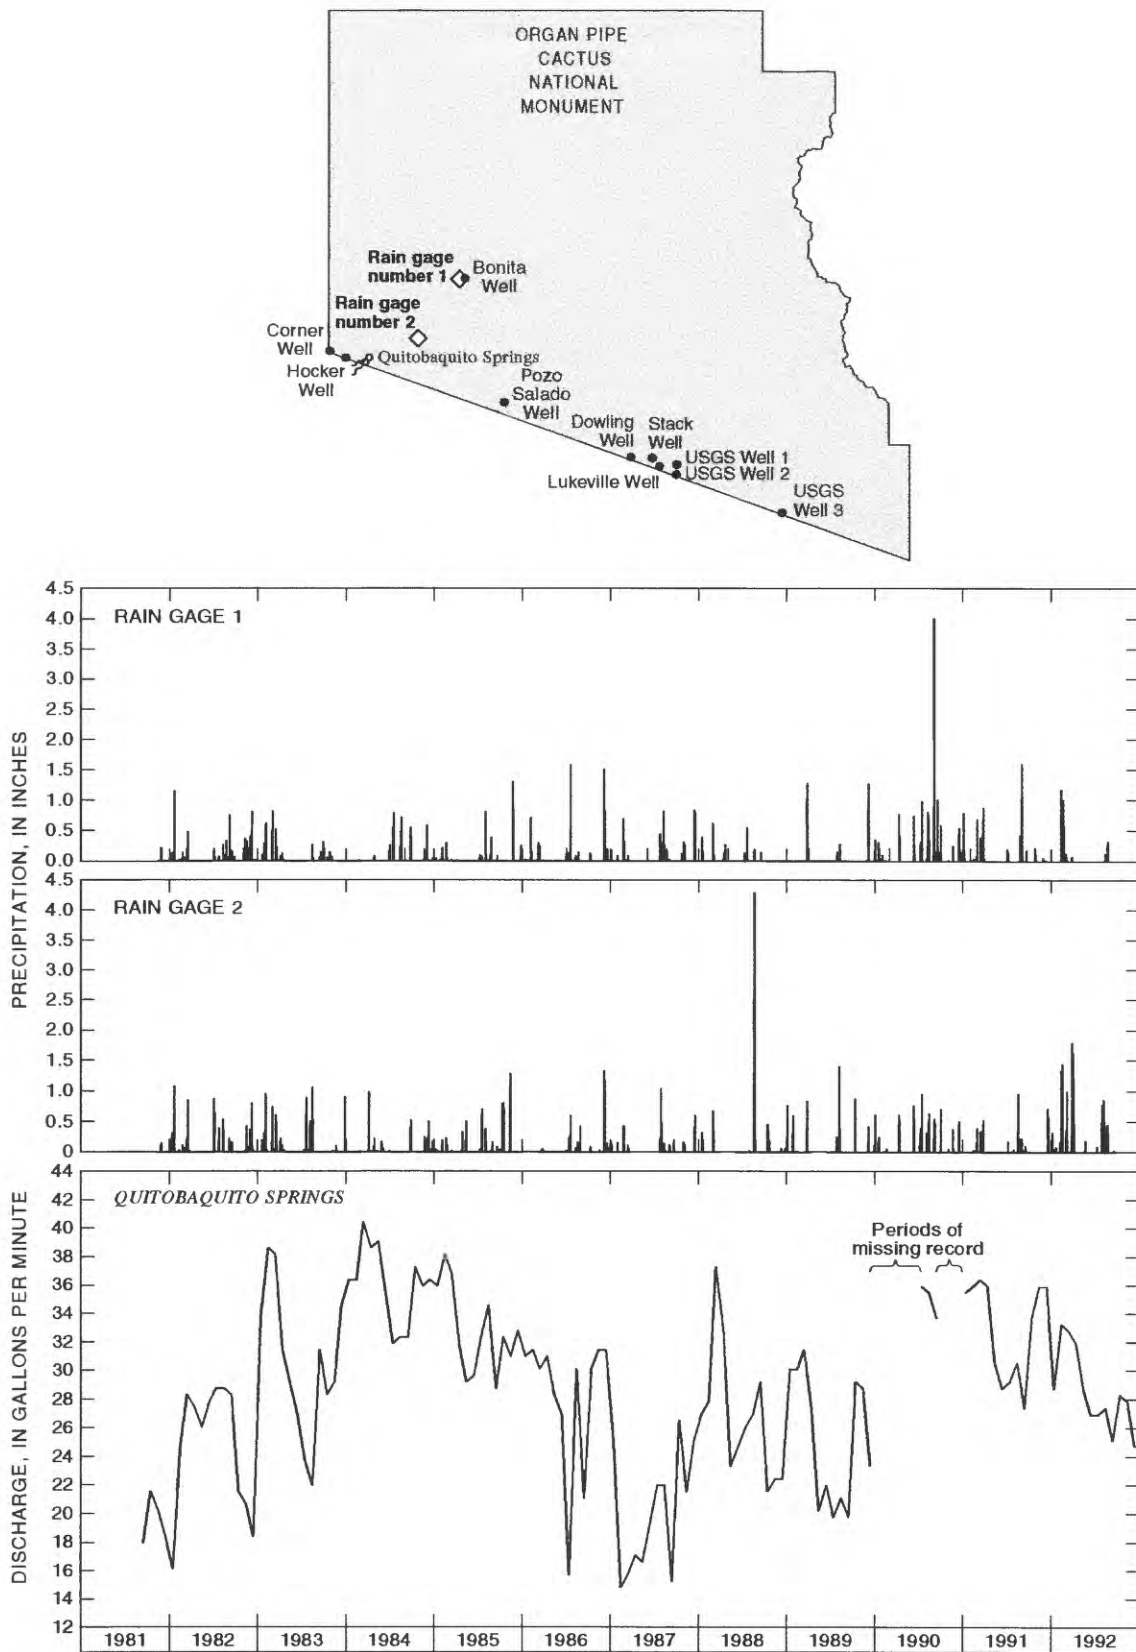 ORGAN PIPE
CACTUS
NATIONAL
MONUMENT
Rain gage
number 1
Bonita
Well
Rain gage
number 2
Corner
Well
Quitobaquito Springs
Hocker
Well
Pozo
Salado
Well
Dowling
Well
Stack
Well
USGS Well 1
USGS Well 2
Lukeville Well
USGS
Well 3
PRECIPITATION, IN INCHES
4.5
RAIN GAGE 1
4.0
3.5
3.0
2.5
2.0
1.5
1.0
0.5
0.0
4.5
RAIN GAGE 2
4.0
3.5
3.0
2.5
2.0
1.5
1.0
0.5
0
DISCHARGE, IN GALLONS PER MINUTE
44
42
QUITOBAQUITO SPRINGS
40
Periods of
missing record
38
36
34
32
30
28
26
24
22
20
18
16
14
12
1981 1982 1983 1984 1985 1986 1987 1988 1989 1990 1991 1992